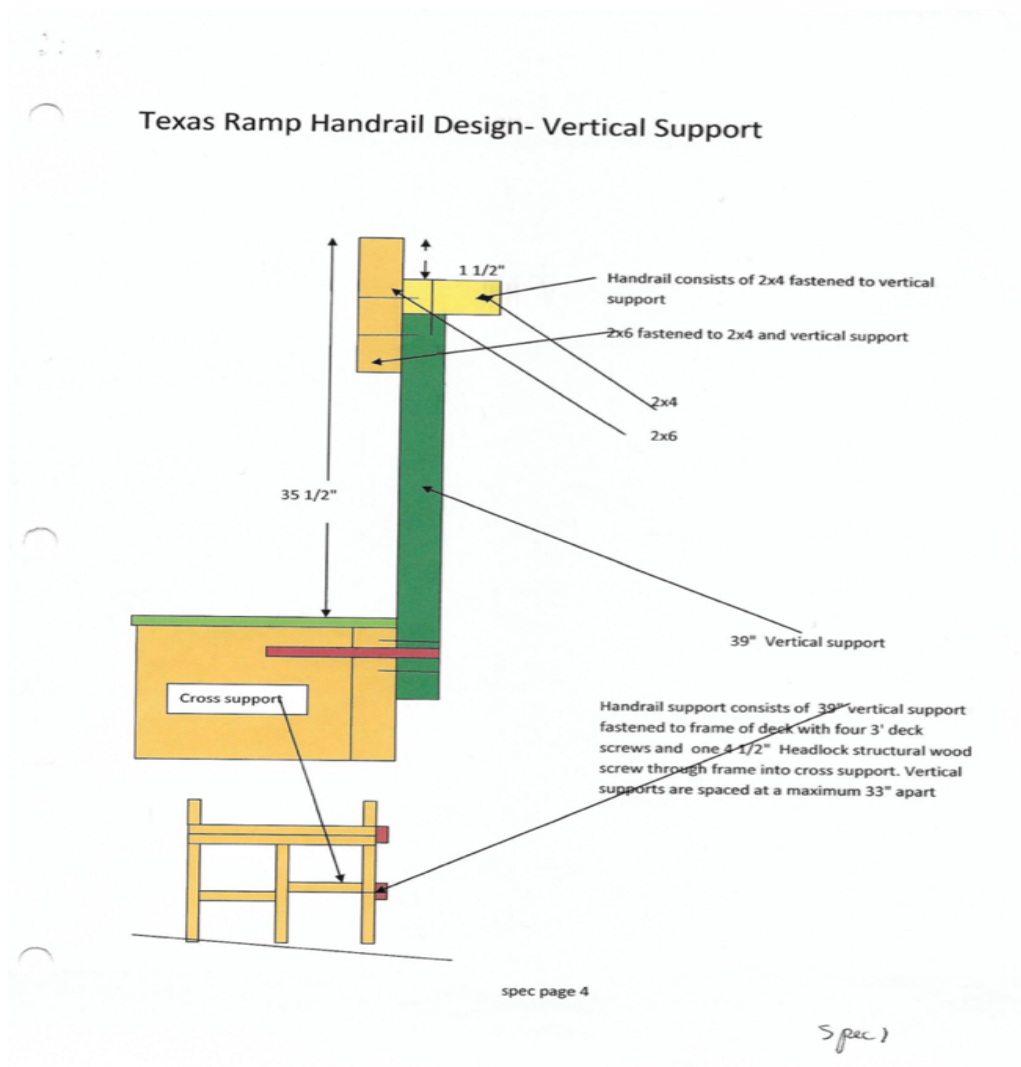 Texas Ramp Handrail Design- Vertical Support
1 1/2"
Handrail consists of 2x4 fastened to vertical
support
2x6 fastened to 2x4 and vertical support
2x4
2x6
35 1/2"
39" Vertical support
Cross support
Handrail support consists of 39" vertical support
fastened to frame of deck with four 3' deck
screws and one 4 1/2" Headlock structural wood
screw through frame into cross support. Vertical
supports are spaced at a maximum 33" apart
spec page 4
Spec 1